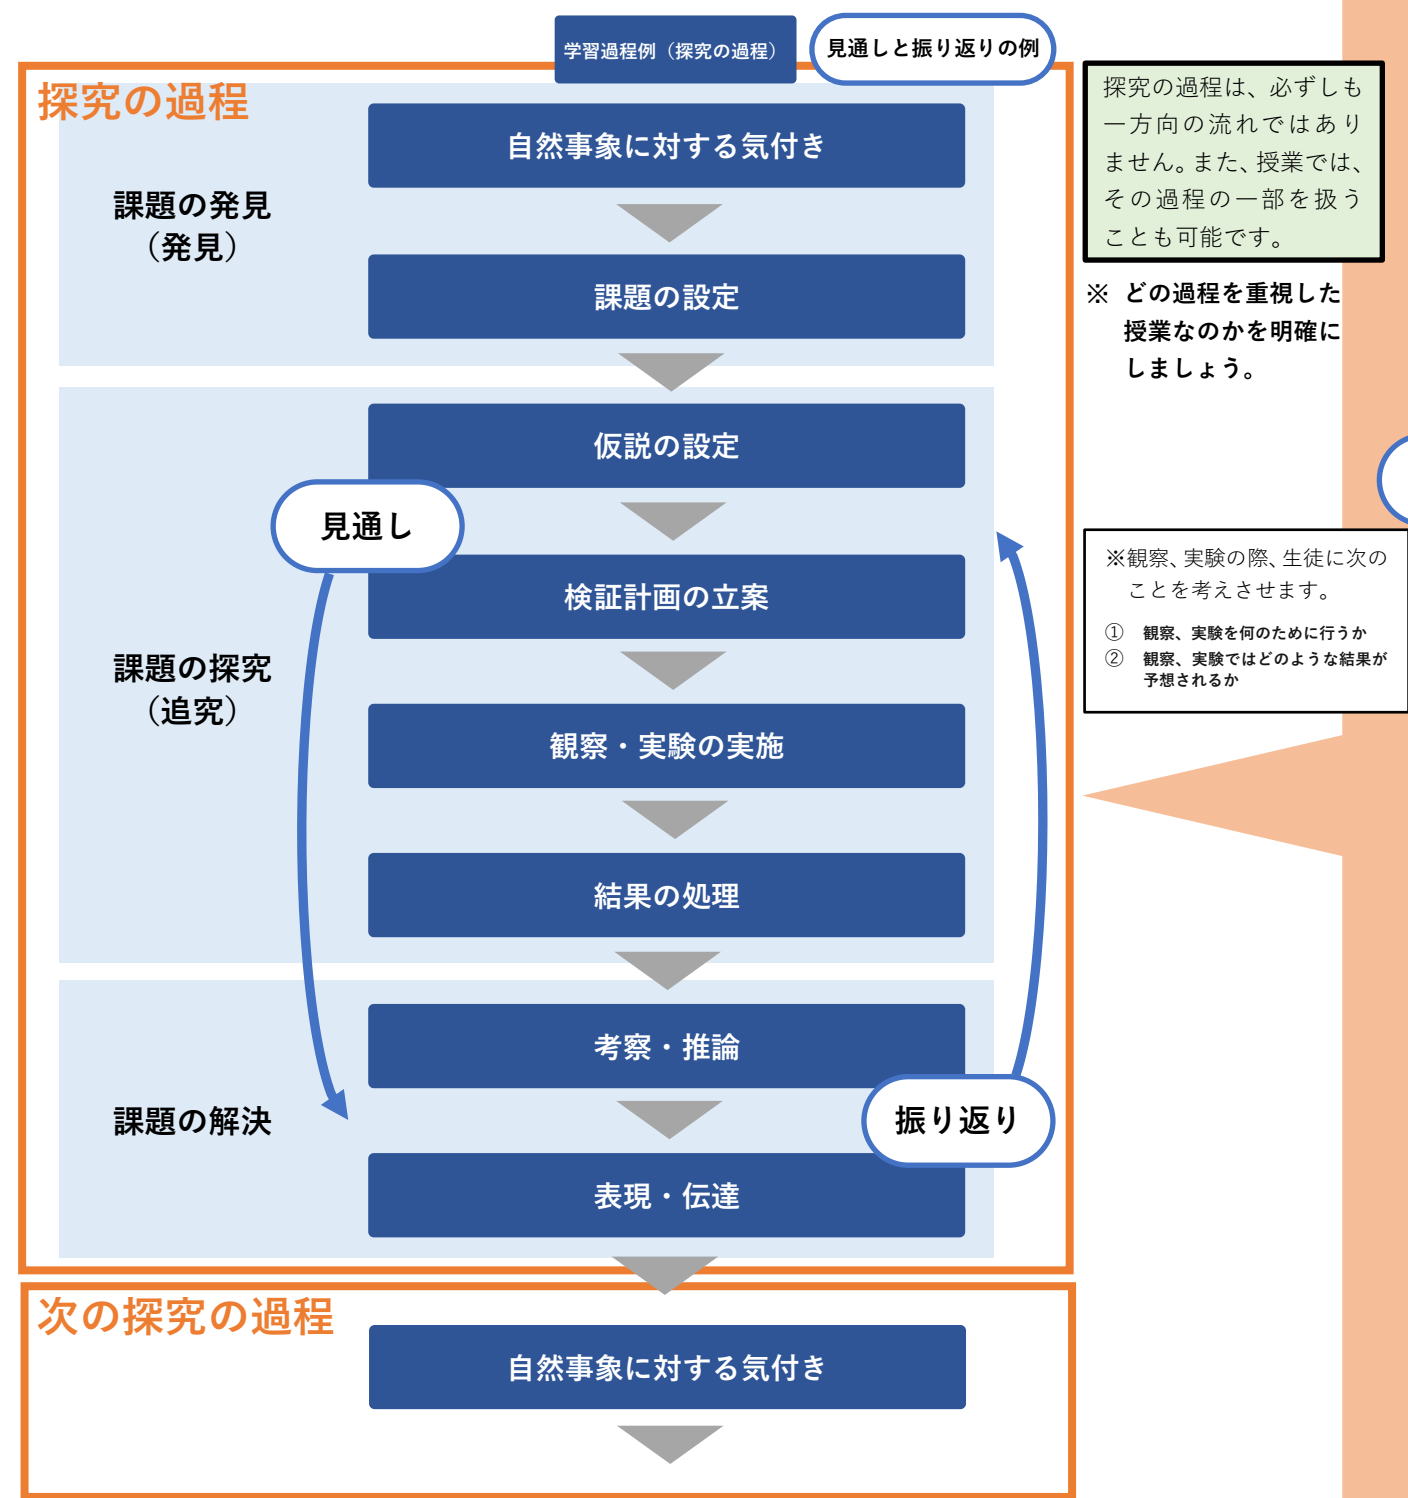 学習過程例（探究の過程）
見通しと振り返りの例
探究の過程
自然事象に対する気付き
課題の発見
（発見）
課題の設定
仮説の設定
見通し
検証計画の立案
課題の探究
（追究）
観察・実験の実施
結果の処理
考察・推論
課題の解決
振り返り
表現・伝達
次の探究の過程
自然事象に対する気付き
探究の過程は、必ずしも
一方向の流れではあり
ません。また、授業では、
その過程の一部を扱う
ことも可能です。
※ どの過程を重視した
授業なのかを明確に
しましょう。
※観察、実験の際、生徒に次の
ことを考えさせます。
① 観察、実験を何のために行うか
② 観察、実験ではどのような結果が
予想されるか